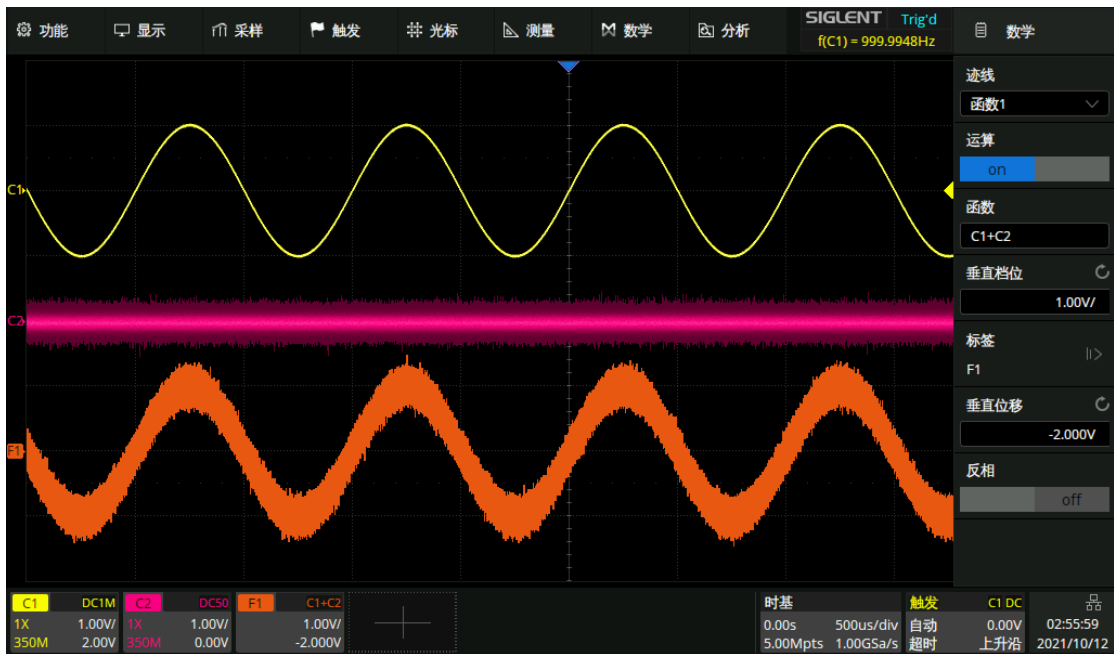 功能 显示 采样 触发 光标 测量 数学 分析 SIGLENT Trig'd 数学
f(C1) = 999.9948Hz
迹线
函数1
运算
on
函数
C1+C2
垂直档位
1.00V/
标签
F1
垂直位移
-2.000V
反相
off
C1
C2
F1
C1 DC1M C2 DC50 F1 C1+C2 时基 触发 C1 DC
1X 1.00V/ 1X 1.00V/ 1.00V/ 0.00s 500us/div 自动 0.00V 02:55:59
350M 2.00V 350M 0.00V -2.000V 5.00Mpts 1.00GSa/s 超时 上升沿 2021/10/12